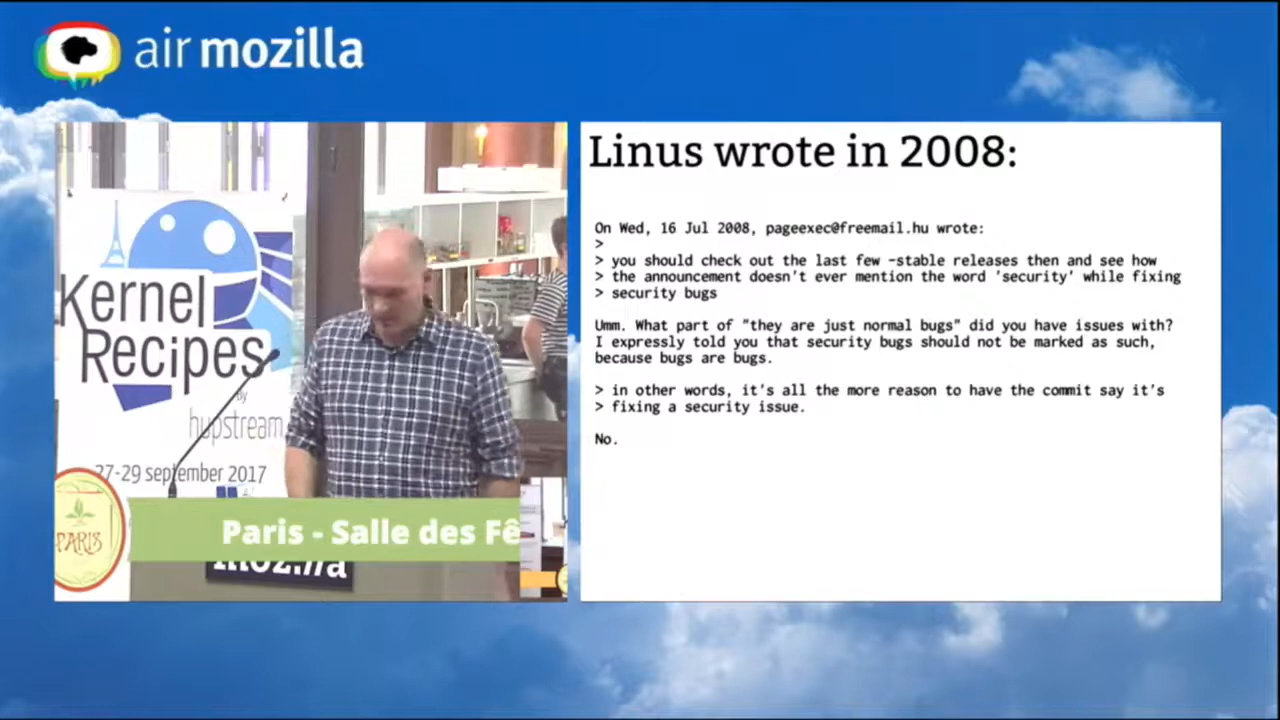 air mozilla
Kernel
Recipes
by
hupstream
27-29 september 2017
PARIS
Paris - Salle des Fê
mozilla
Linus wrote in 2008:
On Wed, 16 Jul 2008, pageexec@freemail.hu wrote:
>
> you should check out the last few -stable releases then and see how
> the announcement doesn't ever mention the word 'security' while fixing
> security bugs
Umm. What part of "they are just normal bugs" did you have issues with?
I expressly told you that security bugs should not be marked as such,
because bugs are bugs.
> in other words, it's all the more reason to have the commit say it's
> fixing a security issue.
No.